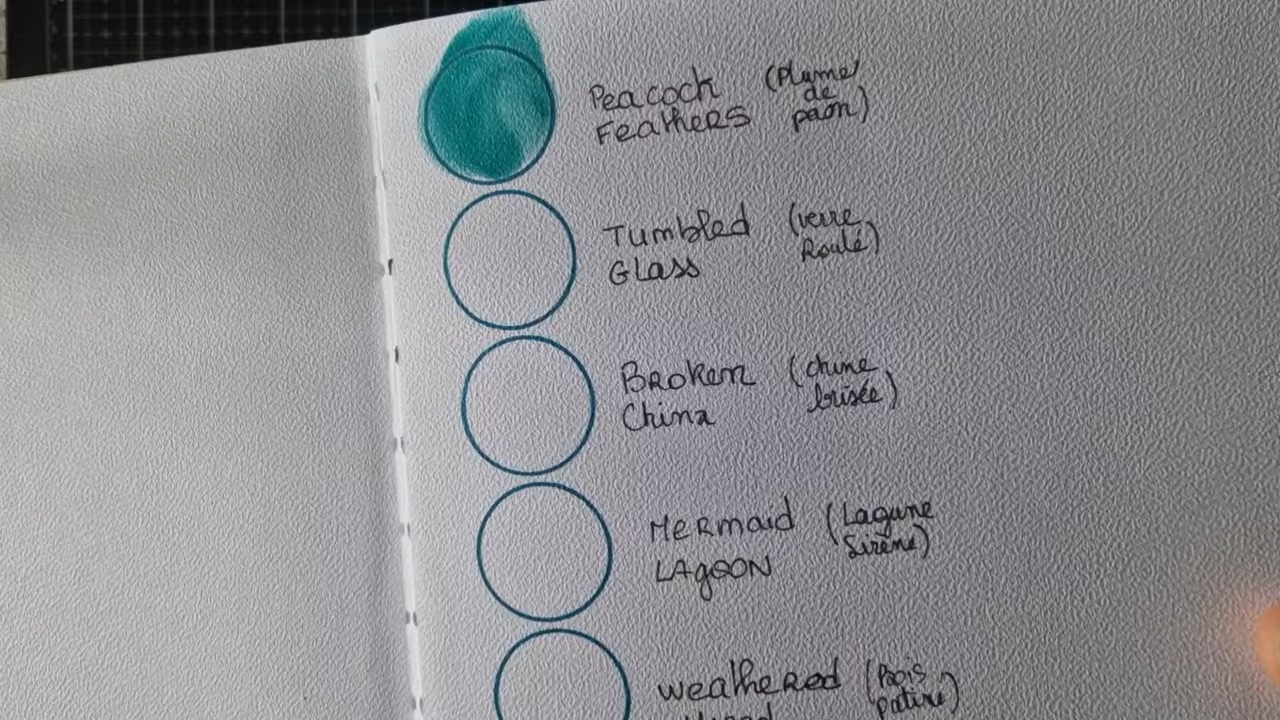 Peacock (Plume
Feathers de
paon)
Tumbled (verre
Glass Roulé)
Broken (chine
China brisée)
Mermaid (Lagune
Lagoon Sirène)
Weathered (Bois
Wood patiné)